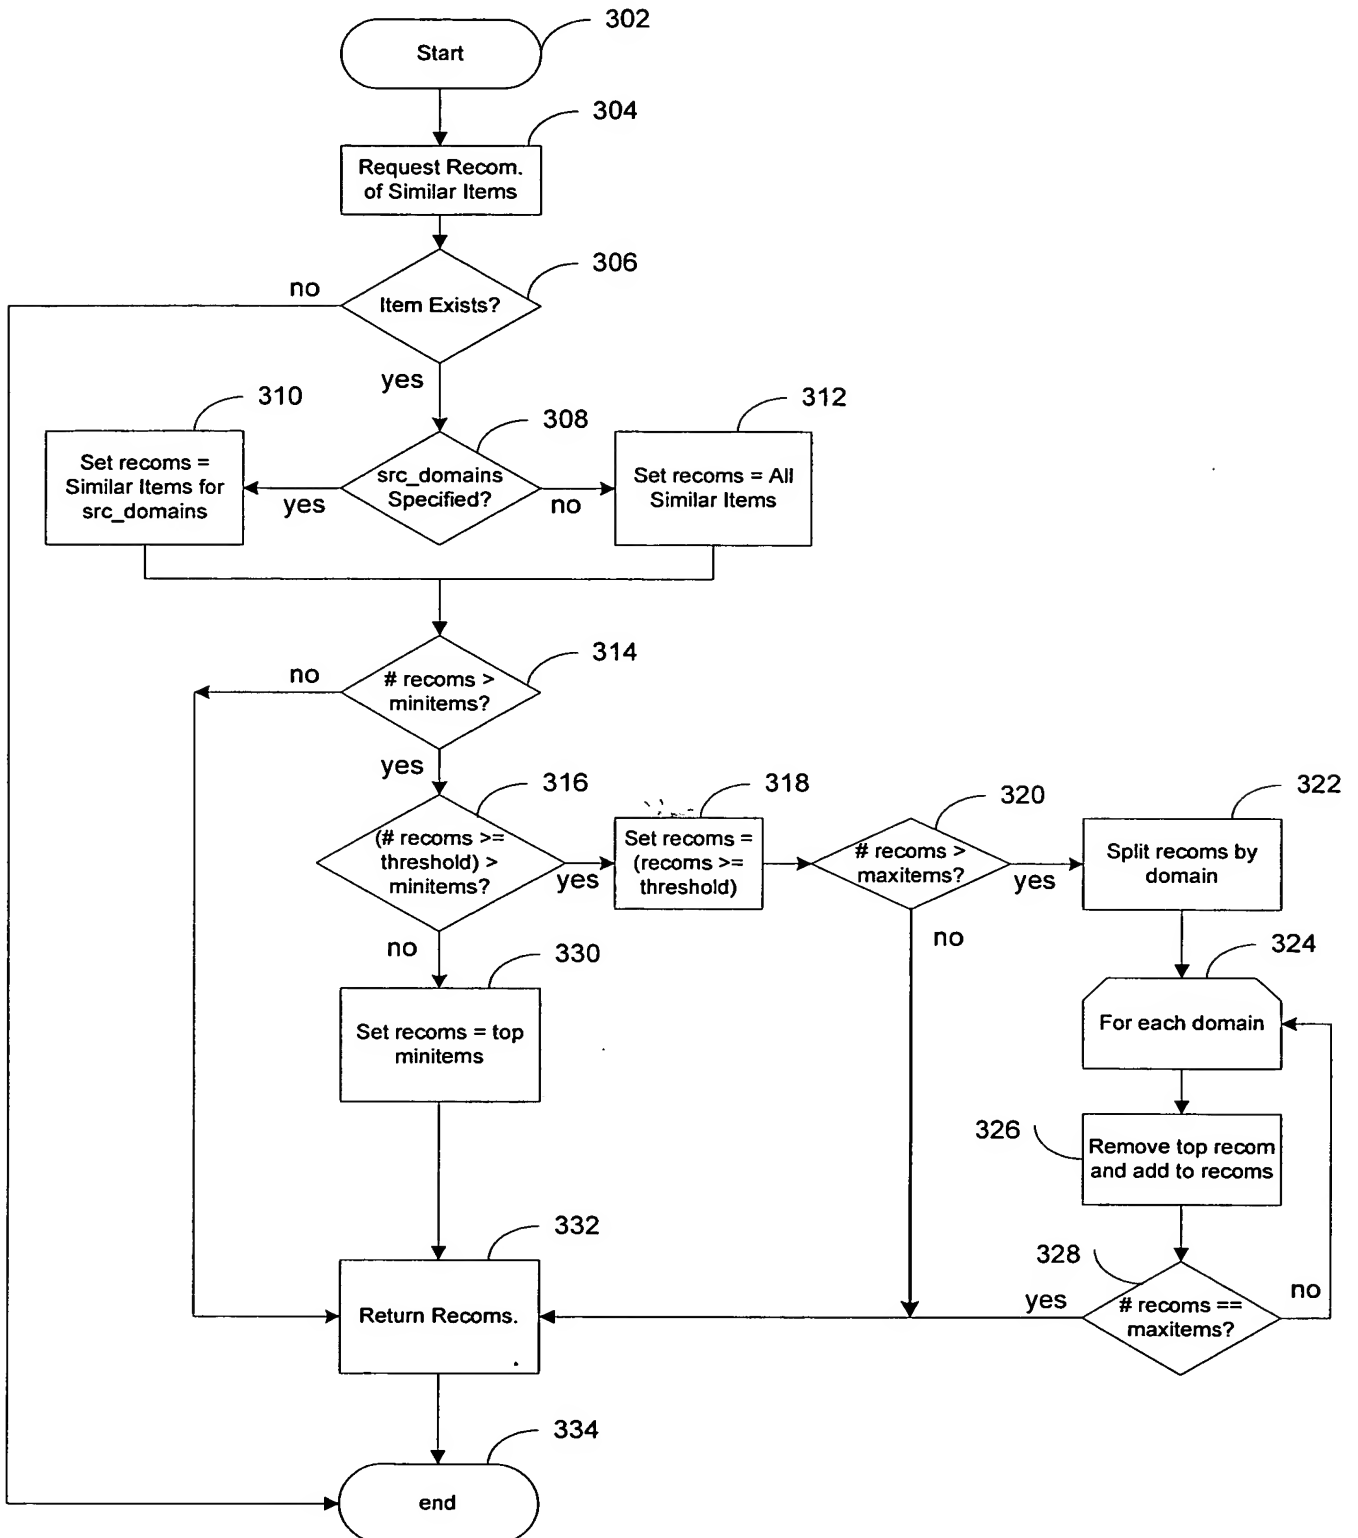 302
Start
304
Request Recom.
of Similar Items
306
no
Item Exists?
yes
310
308
312
Set recoms =
Similar Items for
src_domains
yes
src_domains
Specified?
no
Set recoms = All
Similar Items
314
no
# recoms >
minitems?
yes
316
318
320
322
(# recoms >=
threshold) >
minitems?
yes
Set recoms =
(recoms >=
threshold)
# recoms >
maxitems?
yes
Split recoms by
domain
no
no
324
330
For each domain
Set recoms = top
minitems
326
Remove top recom
and add to recoms
332
328
Return Recoms.
yes
# recoms ==
maxitems?
no
334
end